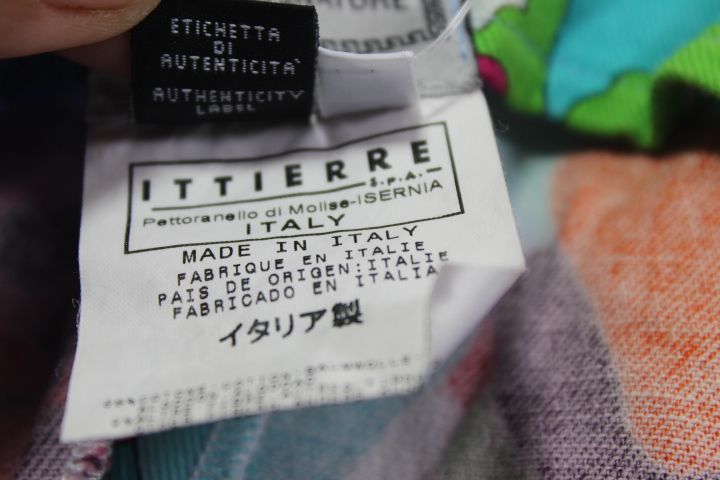 ETICHETTA
DI
AUTENTICITA'
AUTHENTICITY
LABEL
ITTIERRE
S.p.A.
Pettoranello di Molise-ISERNIA
ITALY
MADE IN ITALY
FABRIQUE EN ITALIE
PAIS DE ORIGEN:ITALIE
FABRICADO EN ITALIA
イタリア製